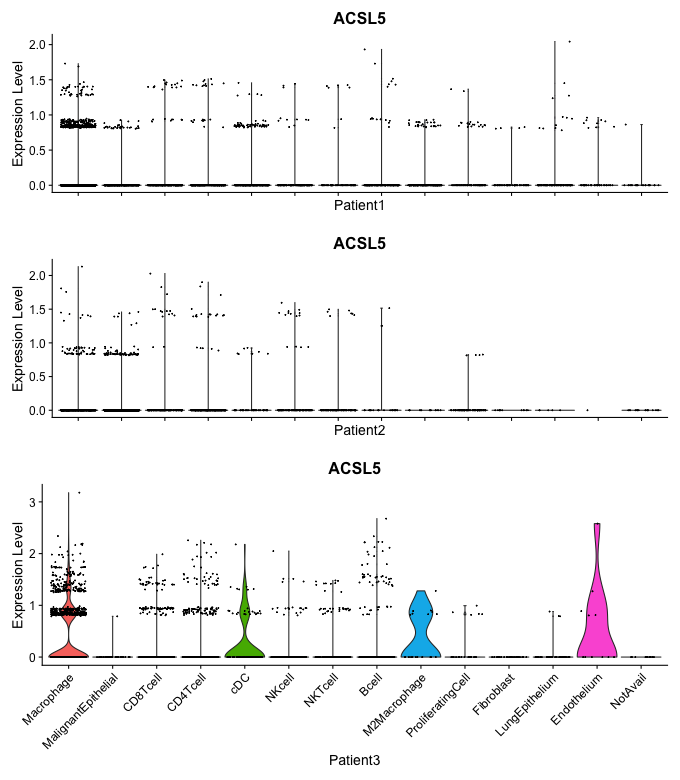 ACSL5
Expression Level
2.0
1.5
1.0
0.5
0.0
Patient1
ACSL5
Expression Level
2.0
1.5
1.0
0.5
0.0
Patient2
ACSL5
Expression Level
3
2
1
0
Macrophage
MalignantEpithelial
CD8Tcell
CD4Tcell
cDC
NKcell
NKTcell
Bcell
M2Macrophage
ProliferatingCell
Fibroblast
LungEpithelium
Endothelium
NotAvail
Patient3